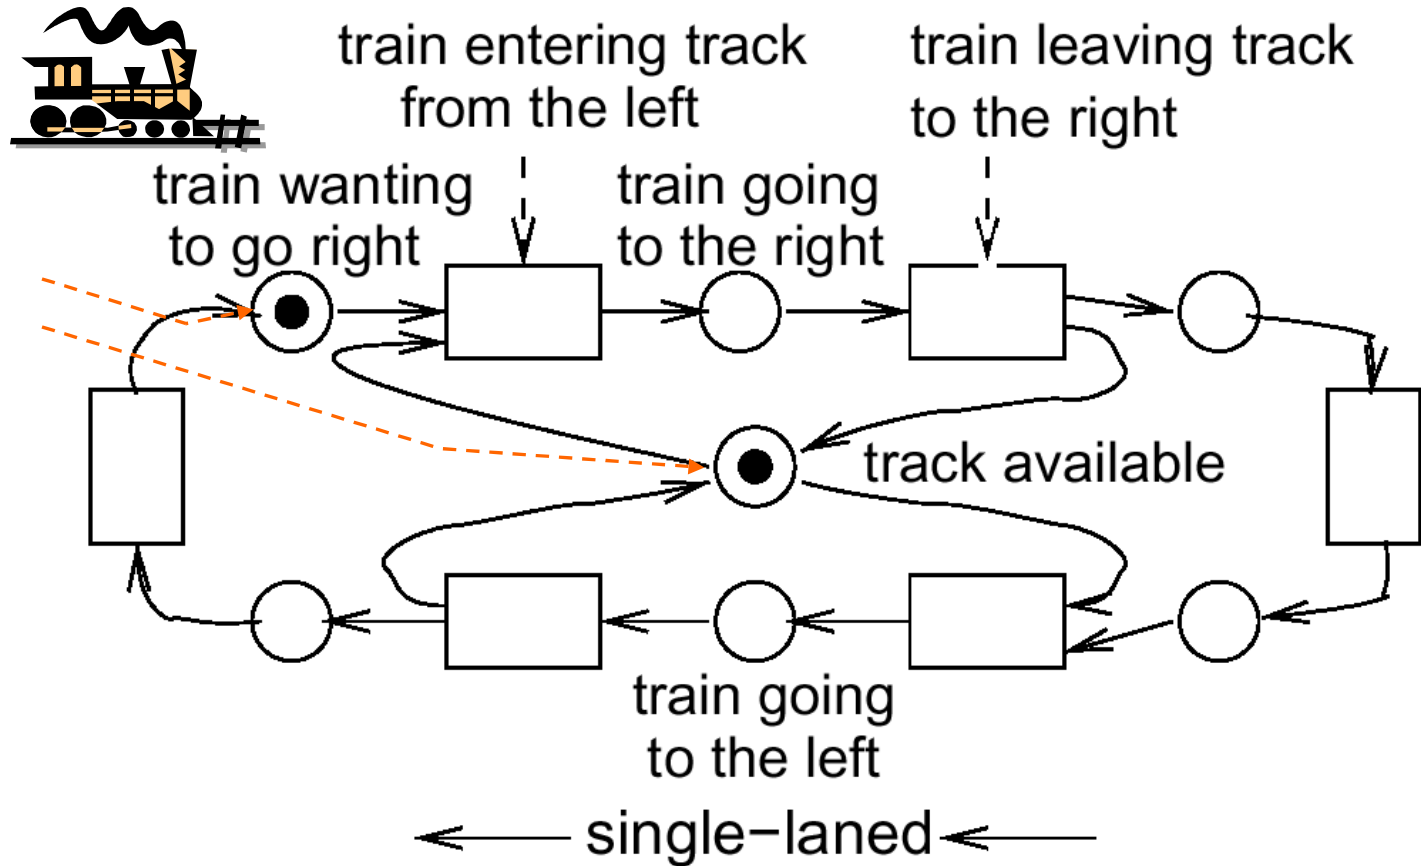 train entering track
from the left
train leaving track
to the right
train wanting
to go right
train going
to the right
track available
train going
to the left
single−laned